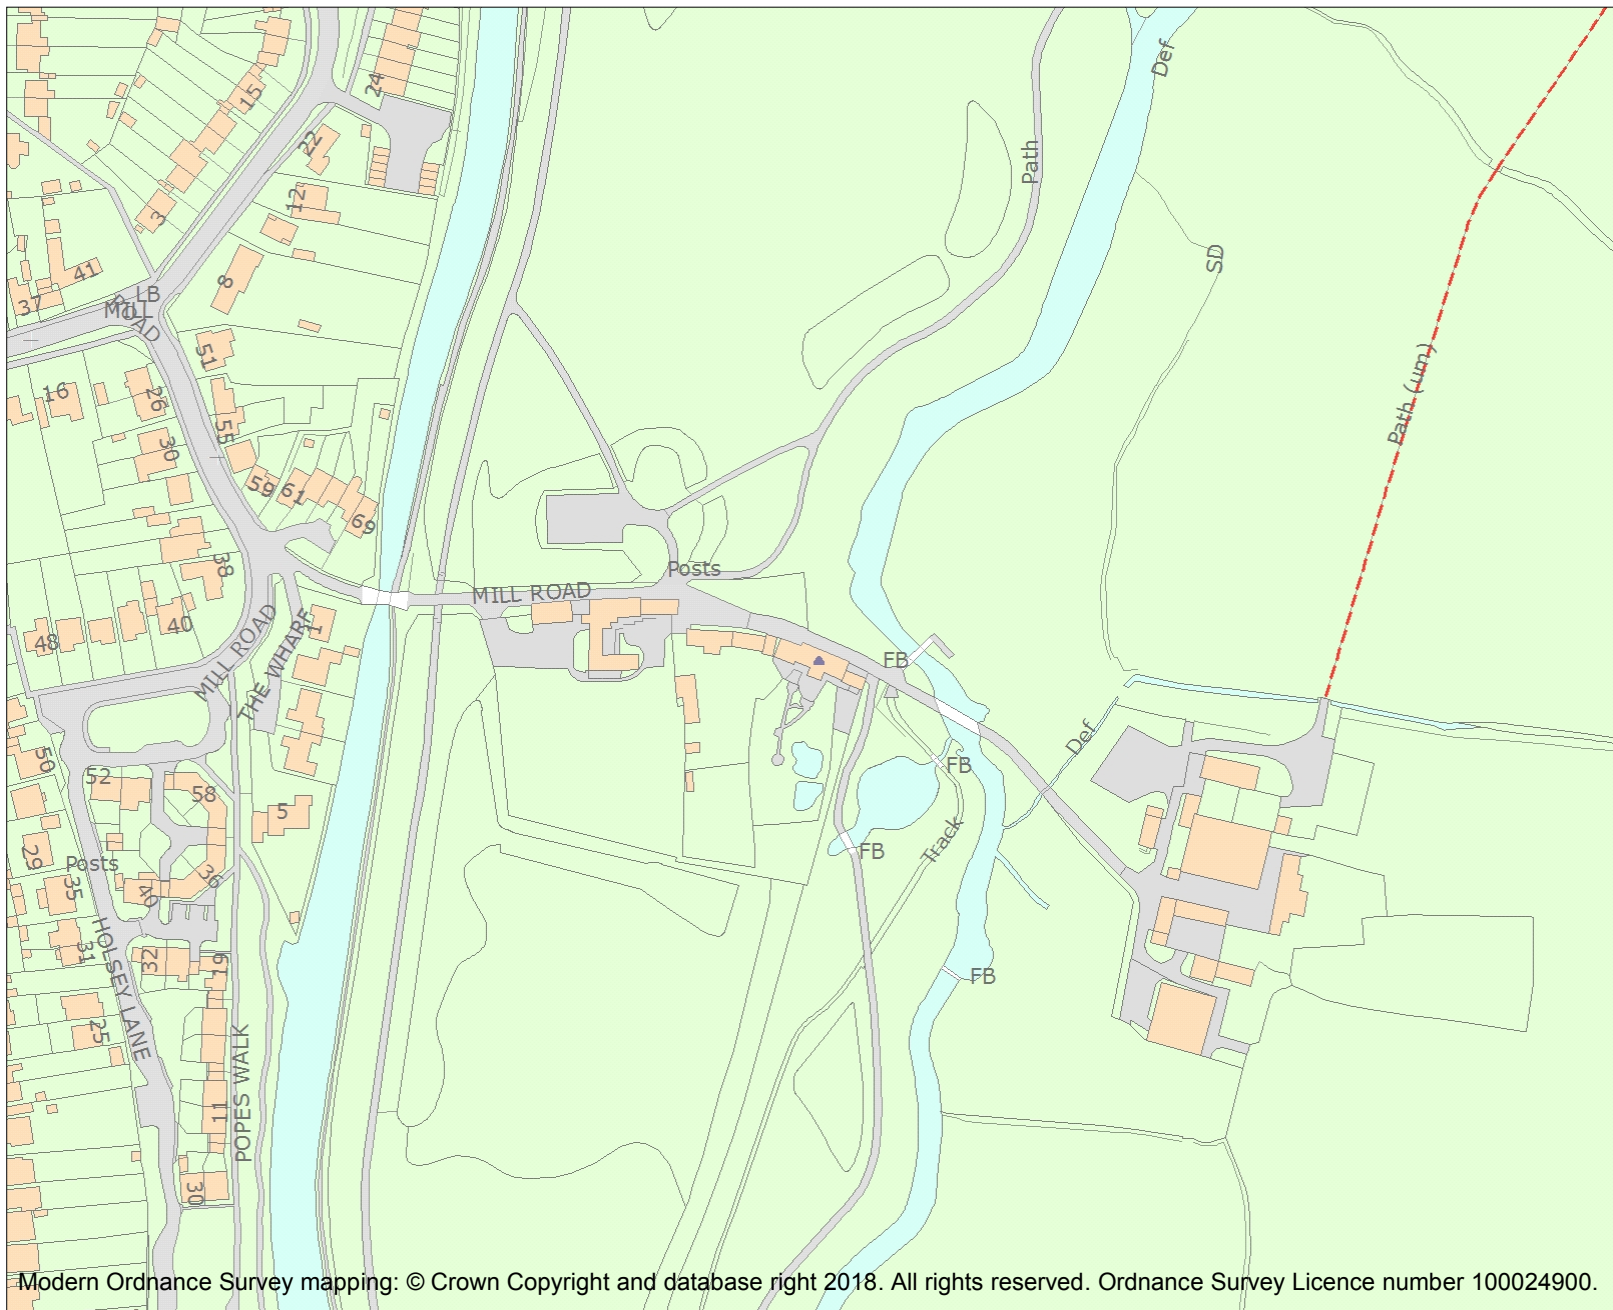 Def
24
15
22
Path
12
3
SD
41
8
LB
37
MILL
ROAD
51
Path (um)
16
26
55
30
59
61
69
38
Posts
MILL ROAD
1
40
48
MILL ROAD
THE WHARF
FB
Def
50
52
FB
58
5
Track
29
Posts
FB
35
36
40
HOLSEY LANE
31
32
19
FB
25
POPES WALK
11
30
Modern Ordnance Survey mapping: © Crown Copyright and database right 2018. All rights reserved. Ordnance Survey Licence number 100024900.